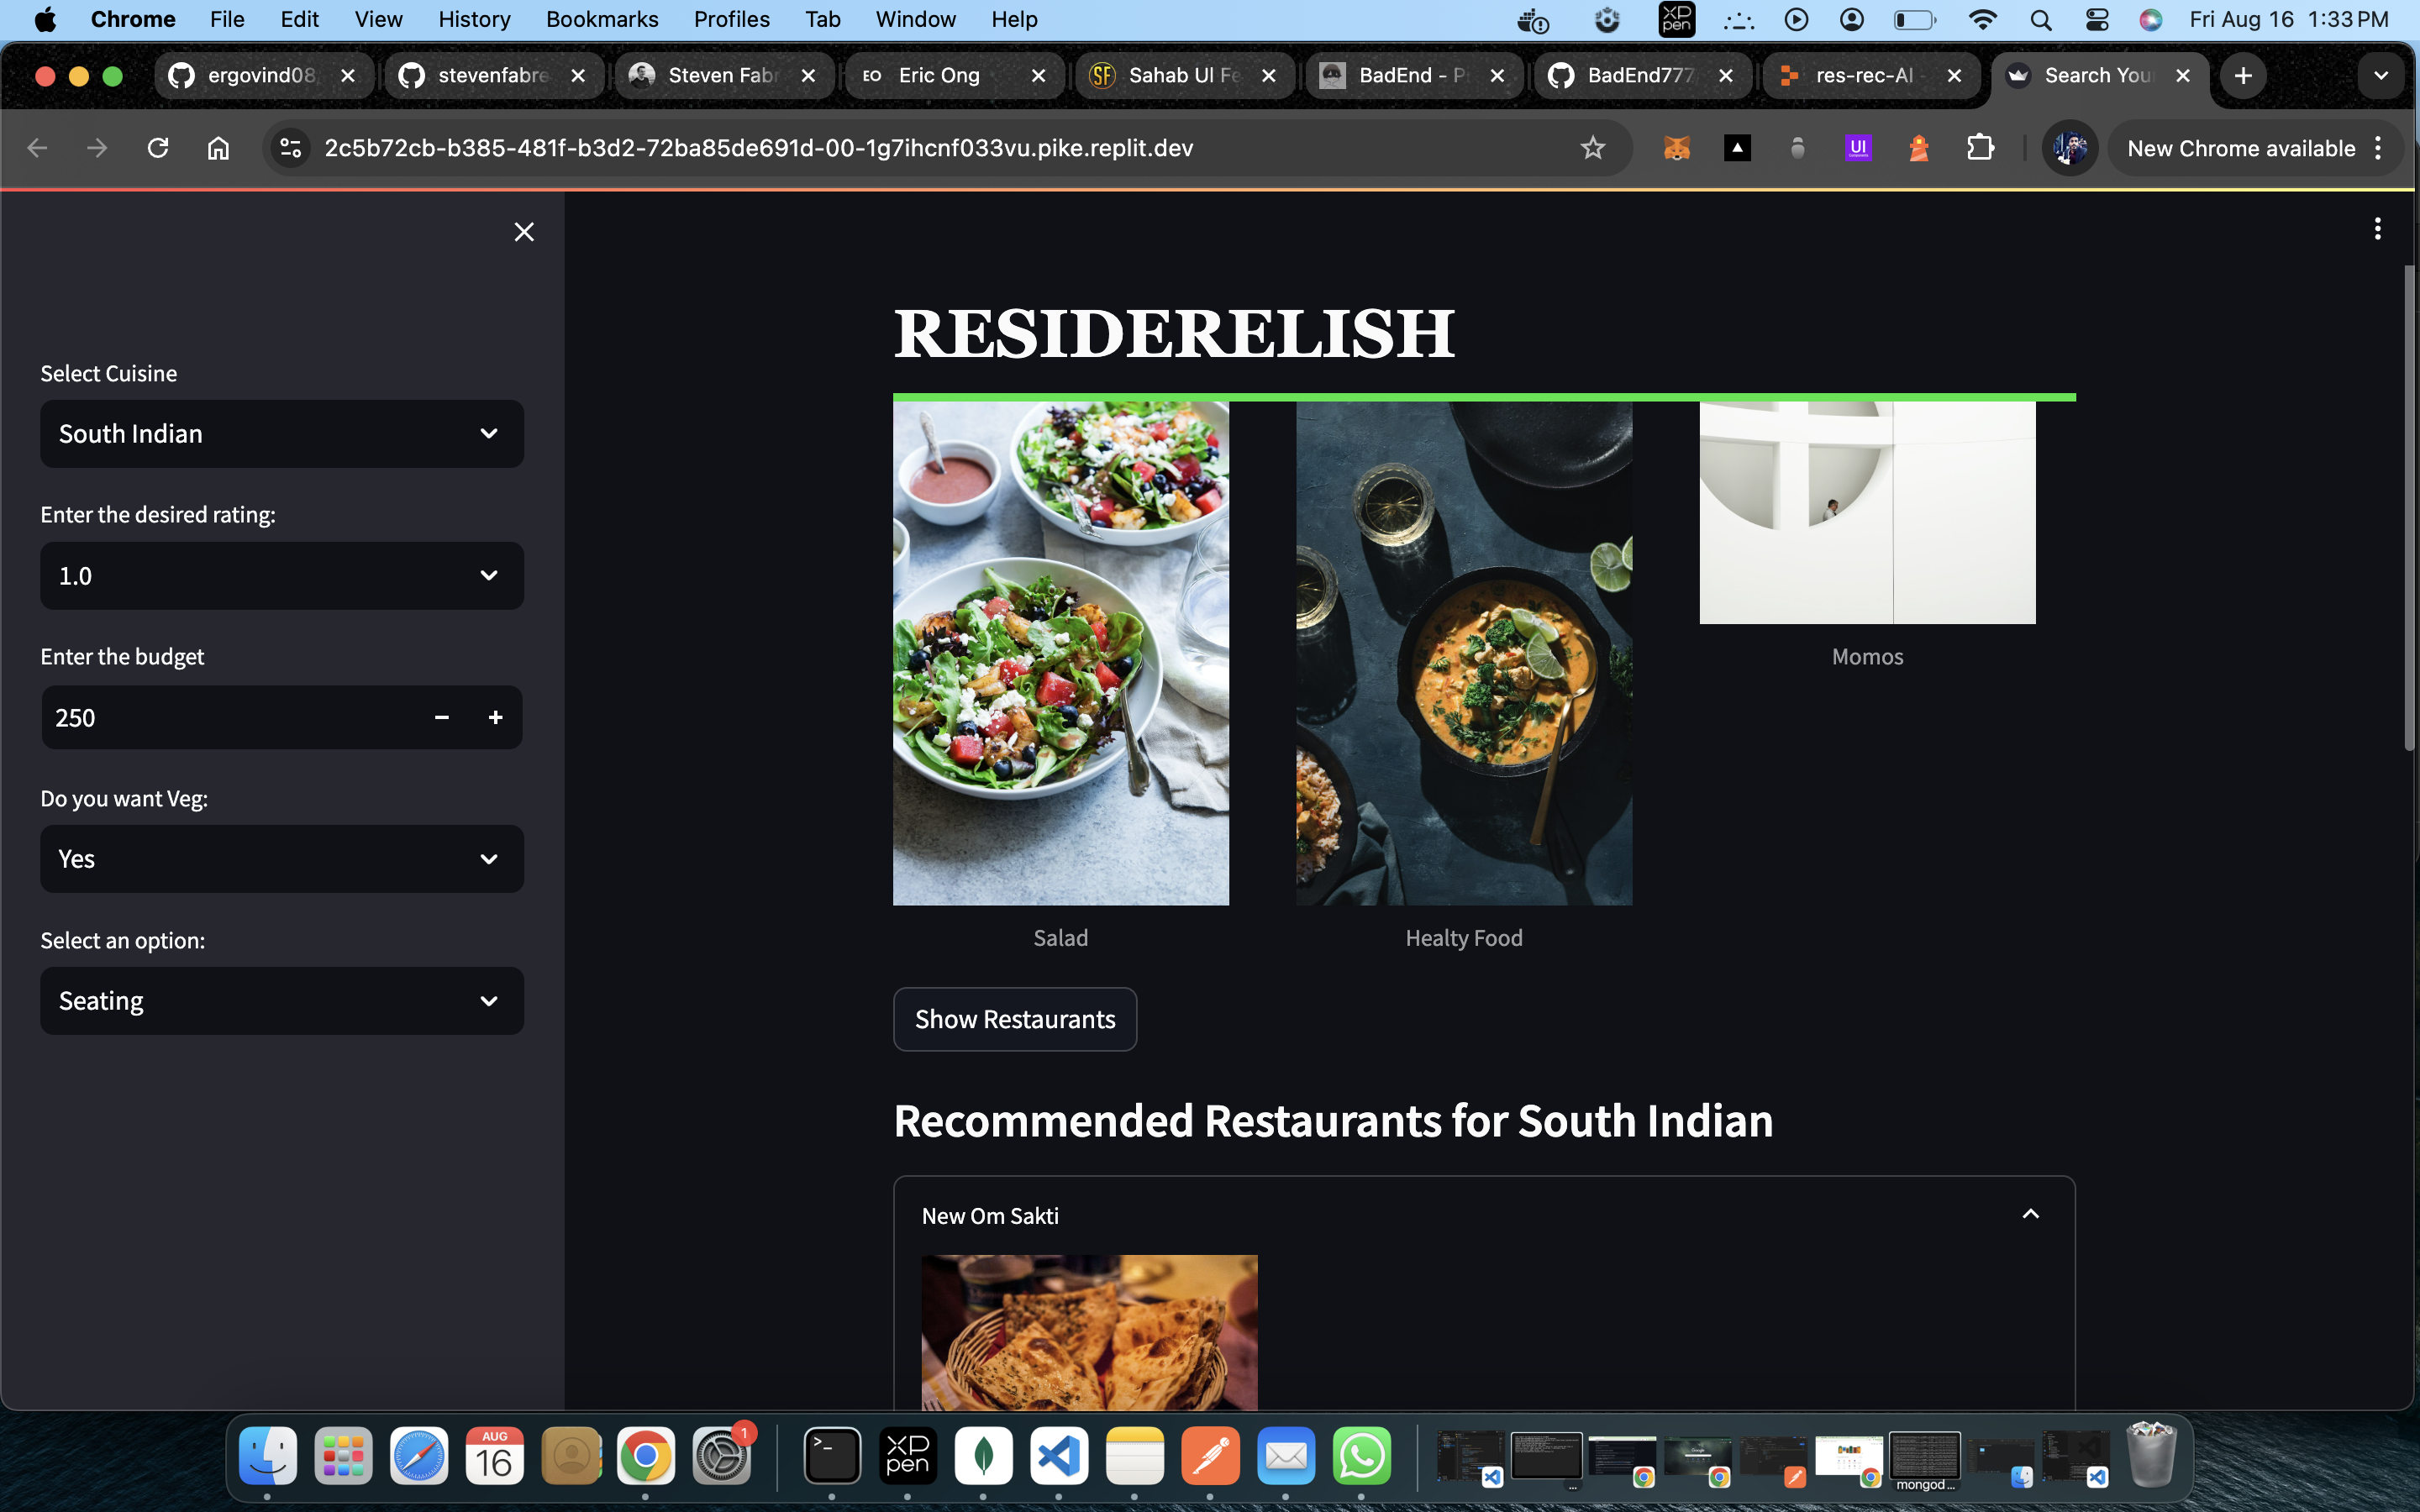 Chrome File Edit View History Bookmarks Profiles Tab Window Help
XP pen
Fri Aug 16 1:33 PM
ergovind08
stevenfabre
Steven Fabr
EO Eric Ong
SF Sahab UI Fe
BadEnd - P
BadEnd777
res-rec-AI -
Search You
2c5b72cb-b385-481f-b3d2-72ba85de691d-00-1g7ihcnf033vu.pike.replit.dev
UI
New Chrome available
Select Cuisine
South Indian
Enter the desired rating:
1.0
Enter the budget
250
Do you want Veg:
Yes
Select an option:
Seating
RESIDERELISH
Momos
Salad
Healty Food
Show Restaurants
Recommended Restaurants for South Indian
New Om Sakti
AUG
16
1
XP
pen
mongod ...